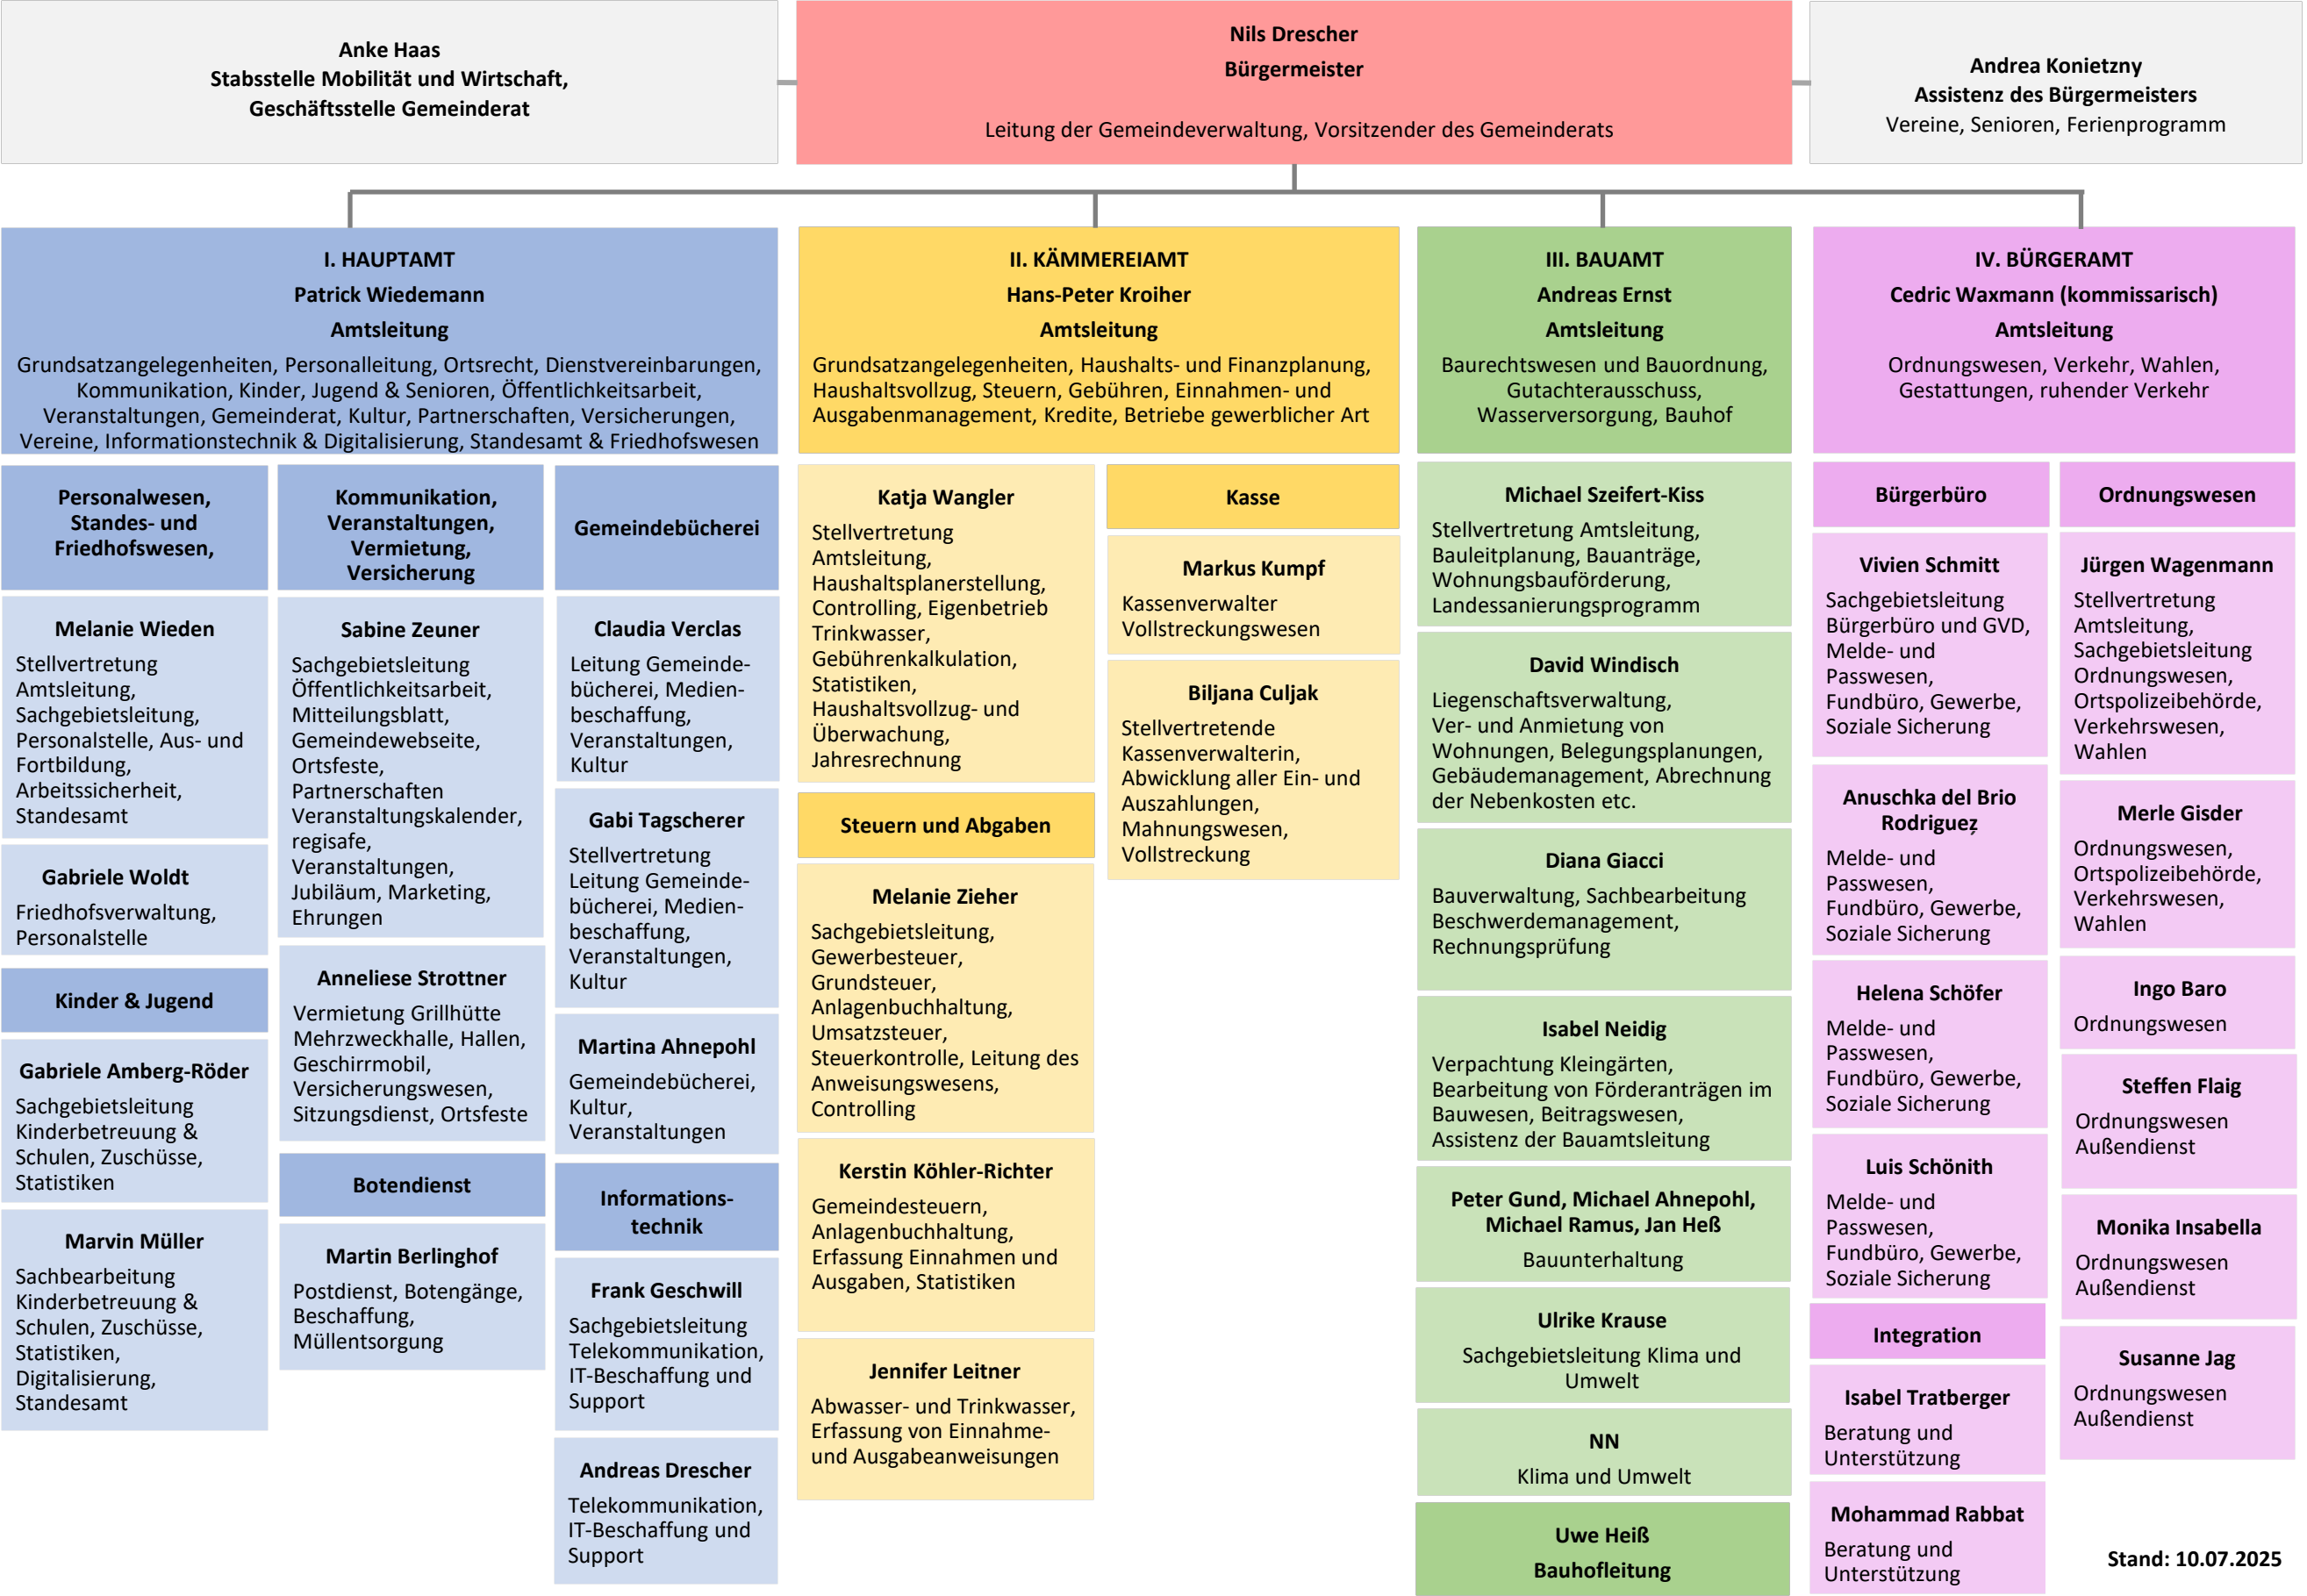 Anke Haas
Stabsstelle Mobilität und Wirtschaft,
Geschäftsstelle Gemeinderat
Nils Drescher
Bürgermeister
Leitung der Gemeindeverwaltung, Vorsitzender des Gemeinderats
Andrea Konietzny
Assistenz des Bürgermeisters
Vereine, Senioren, Ferienprogramm
I. HAUPTAMT
Patrick Wiedemann
Amtsleitung
Grundsatzangelegenheiten, Personalleitung, Ortsrecht, Dienstvereinbarungen,
Kommunikation, Kinder, Jugend & Senioren, Öffentlichkeitsarbeit,
Veranstaltungen, Gemeinderat, Kultur, Partnerschaften, Versicherungen,
Vereine, Informationstechnik & Digitalisierung, Standesamt & Friedhofswesen
Personalwesen,
Standes- und
Friedhofswesen,
Melanie Wieden
Stellvertretung
Amtsleitung,
Sachgebietsleitung,
Personalstelle, Aus- und
Fortbildung,
Arbeitssicherheit,
Standesamt
Gabriele Woldt
Friedhofsverwaltung,
Personalstelle
Kinder & Jugend
Gabriele Amberg-Röder
Sachgebietsleitung
Kinderbetreuung &
Schulen, Zuschüsse,
Statistiken
Marvin Müller
Sachbearbeitung
Kinderbetreuung &
Schulen, Zuschüsse,
Statistiken,
Digitalisierung,
Standesamt
Kommunikation,
Veranstaltungen,
Vermietung,
Versicherung
Sabine Zeuner
Sachgebietsleitung
Öffentlichkeitsarbeit,
Mitteilungsblatt,
Gemeindewebseite,
Ortsfeste,
Partnerschaften
Veranstaltungskalender,
regisafe,
Veranstaltungen,
Jubiläum, Marketing,
Ehrungen
Anneliese Strottner
Vermietung Grillhütte
Mehrzweckhalle, Hallen,
Geschirrmobil,
Versicherungswesen,
Sitzungsdienst, Ortsfeste
Botendienst
Martin Berlinghof
Postdienst, Botengänge,
Beschaffung,
Müllentsorgung
Gemeindebücherei
Claudia Verclas
Leitung Gemeinde-
bücherei, Medien-
beschaffung,
Veranstaltungen,
Kultur
Gabi Tagscherer
Stellvertretung
Leitung Gemeinde-
bücherei, Medien-
beschaffung,
Veranstaltungen,
Kultur
Martina Ahnepohl
Gemeindebücherei,
Kultur,
Veranstaltungen
Informations-
technik
Frank Geschwill
Sachgebietsleitung
Telekommunikation,
IT-Beschaffung und
Support
Andreas Drescher
Telekommunikation,
IT-Beschaffung und
Support
II. KÄMMEREIAMT
Hans-Peter Kroiher
Amtsleitung
Grundsatzangelegenheiten, Haushalts- und Finanzplanung,
Haushaltsvollzug, Steuern, Gebühren, Einnahmen- und
Ausgabenmanagement, Kredite, Betriebe gewerblicher Art
Katja Wangler
Stellvertretung
Amtsleitung,
Haushaltsplanerstellung,
Controlling, Eigenbetrieb
Trinkwasser,
Gebührenkalkulation,
Statistiken,
Haushaltsvollzug- und
Überwachung,
Jahresrechnung
Steuern und Abgaben
Melanie Zieher
Sachgebietsleitung,
Gewerbesteuer,
Grundsteuer,
Anlagenbuchhaltung,
Umsatzsteuer,
Steuerkontrolle, Leitung des
Anweisungswesens,
Controlling
Kerstin Köhler-Richter
Gemeindesteuern,
Anlagenbuchhaltung,
Erfassung Einnahmen und
Ausgaben, Statistiken
Jennifer Leitner
Abwasser- und Trinkwasser,
Erfassung von Einnahme-
und Ausgabeanweisungen
Kasse
Markus Kumpf
Kassenverwalter
Vollstreckungswesen
Biljana Culjak
Stellvertretende
Kassenverwalterin,
Abwicklung aller Ein- und
Auszahlungen,
Mahnungswesen,
Vollstreckung
III. BAUAMT
Andreas Ernst
Amtsleitung
Baurechtswesen und Bauordnung,
Gutachterausschuss,
Wasserversorgung, Bauhof
Michael Szeifert-Kiss
Stellvertretung Amtsleitung,
Bauleitplanung, Bauanträge,
Wohnungsbauförderung,
Landessanierungsprogramm
David Windisch
Liegenschaftsverwaltung,
Ver- und Anmietung von
Wohnungen, Belegungsplanungen,
Gebäudemanagement, Abrechnung
der Nebenkosten etc.
Diana Giacci
Bauverwaltung, Sachbearbeitung
Beschwerdemanagement,
Rechnungsprüfung
Isabel Neidig
Verpachtung Kleingärten,
Bearbeitung von Förderanträgen im
Bauwesen, Beitragswesen,
Assistenz der Bauamtsleitung
Peter Gund, Michael Ahnepohl,
Michael Ramus, Jan Heß
Bauunterhaltung
Ulrike Krause
Sachgebietsleitung Klima und
Umwelt
NN
Klima und Umwelt
Uwe Heiß
Bauhofleitung
IV. BÜRGERAMT
Cedric Waxmann (kommissarisch)
Amtsleitung
Ordnungswesen, Verkehr, Wahlen,
Gestattungen, ruhender Verkehr
Bürgerbüro
Vivien Schmitt
Sachgebietsleitung
Bürgerbüro und GVD,
Melde- und
Passwesen,
Fundbüro, Gewerbe,
Soziale Sicherung
Anuschka del Brio
Rodriguez
Melde- und
Passwesen,
Fundbüro, Gewerbe,
Soziale Sicherung
Helena Schöfer
Melde- und
Passwesen,
Fundbüro, Gewerbe,
Soziale Sicherung
Luis Schönith
Melde- und
Passwesen,
Fundbüro, Gewerbe,
Soziale Sicherung
Integration
Isabel Tratberger
Beratung und
Unterstützung
Mohammad Rabbat
Beratung und
Unterstützung
Ordnungswesen
Jürgen Wagenmann
Stellvertretung
Amtsleitung,
Sachgebietsleitung
Ordnungswesen,
Ortspolizeibehörde,
Verkehrswesen,
Wahlen
Merle Gisder
Ordnungswesen,
Ortspolizeibehörde,
Verkehrswesen,
Wahlen
Ingo Baro
Ordnungswesen
Steffen Flaig
Ordnungswesen
Außendienst
Monika Insabella
Ordnungswesen
Außendienst
Susanne Jag
Ordnungswesen
Außendienst
Stand: 10.07.2025